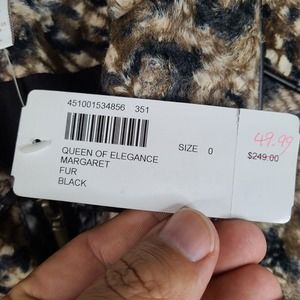 451001534856 351
SIZE 0
QUEEN OF ELEGANCE
MARGARET
FUR
BLACK
49.99
$249.00